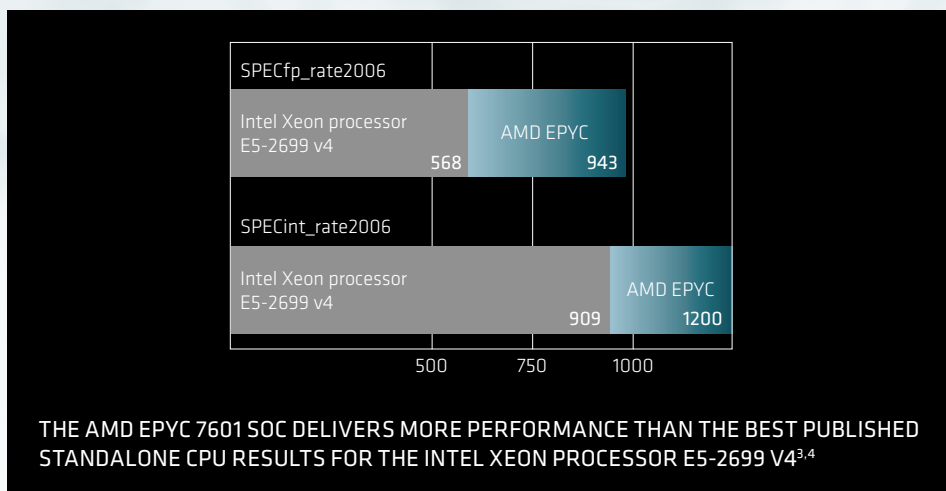 SPECfp_rate2006
Intel Xeon processor
E5-2699 v4
568
AMD EPYC
943
SPECint_rate2006
Intel Xeon processor
E5-2699 v4
909
AMD EPYC
1200
500 750 1000
THE AMD EPYC 7601 SOC DELIVERS MORE PERFORMANCE THAN THE BEST PUBLISHED
STANDALONE CPU RESULTS FOR THE INTEL XEON PROCESSOR E5-2699 V4³,⁴